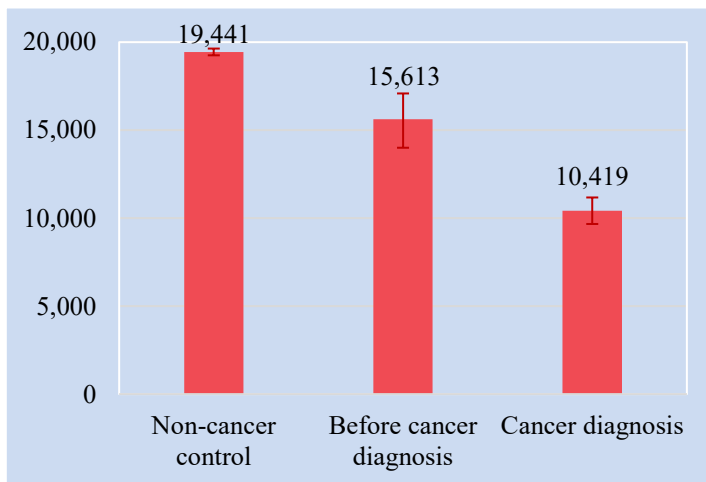 20,000
15,000
10,000
5,000
0
19,441
15,613
10,419
Non-cancer
control
Before cancer
diagnosis
Cancer diagnosis